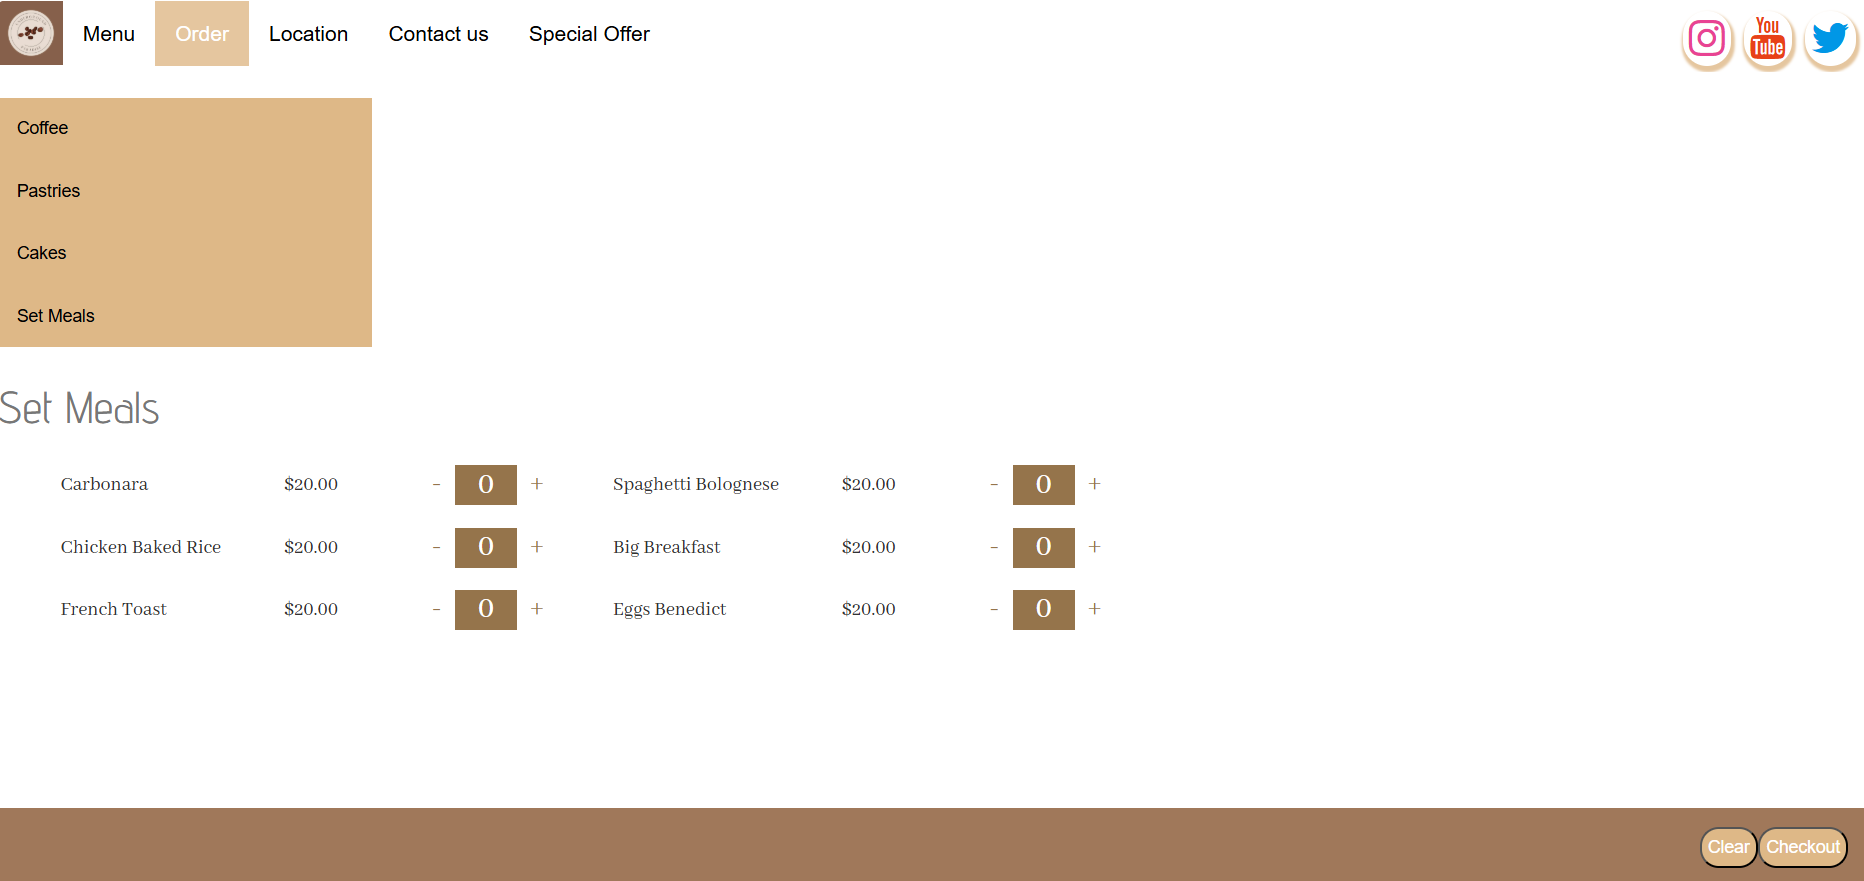 Menu Order Location Contact us Special Offer
You
Tube
Coffee
Pastries
Cakes
Set Meals
Set Meals
Carbonara $20.00 - 0 + Spaghetti Bolognese $20.00 - 0 +
Chicken Baked Rice $20.00 - 0 + Big Breakfast $20.00 - 0 +
French Toast $20.00 - 0 + Eggs Benedict $20.00 - 0 +
Clear Checkout